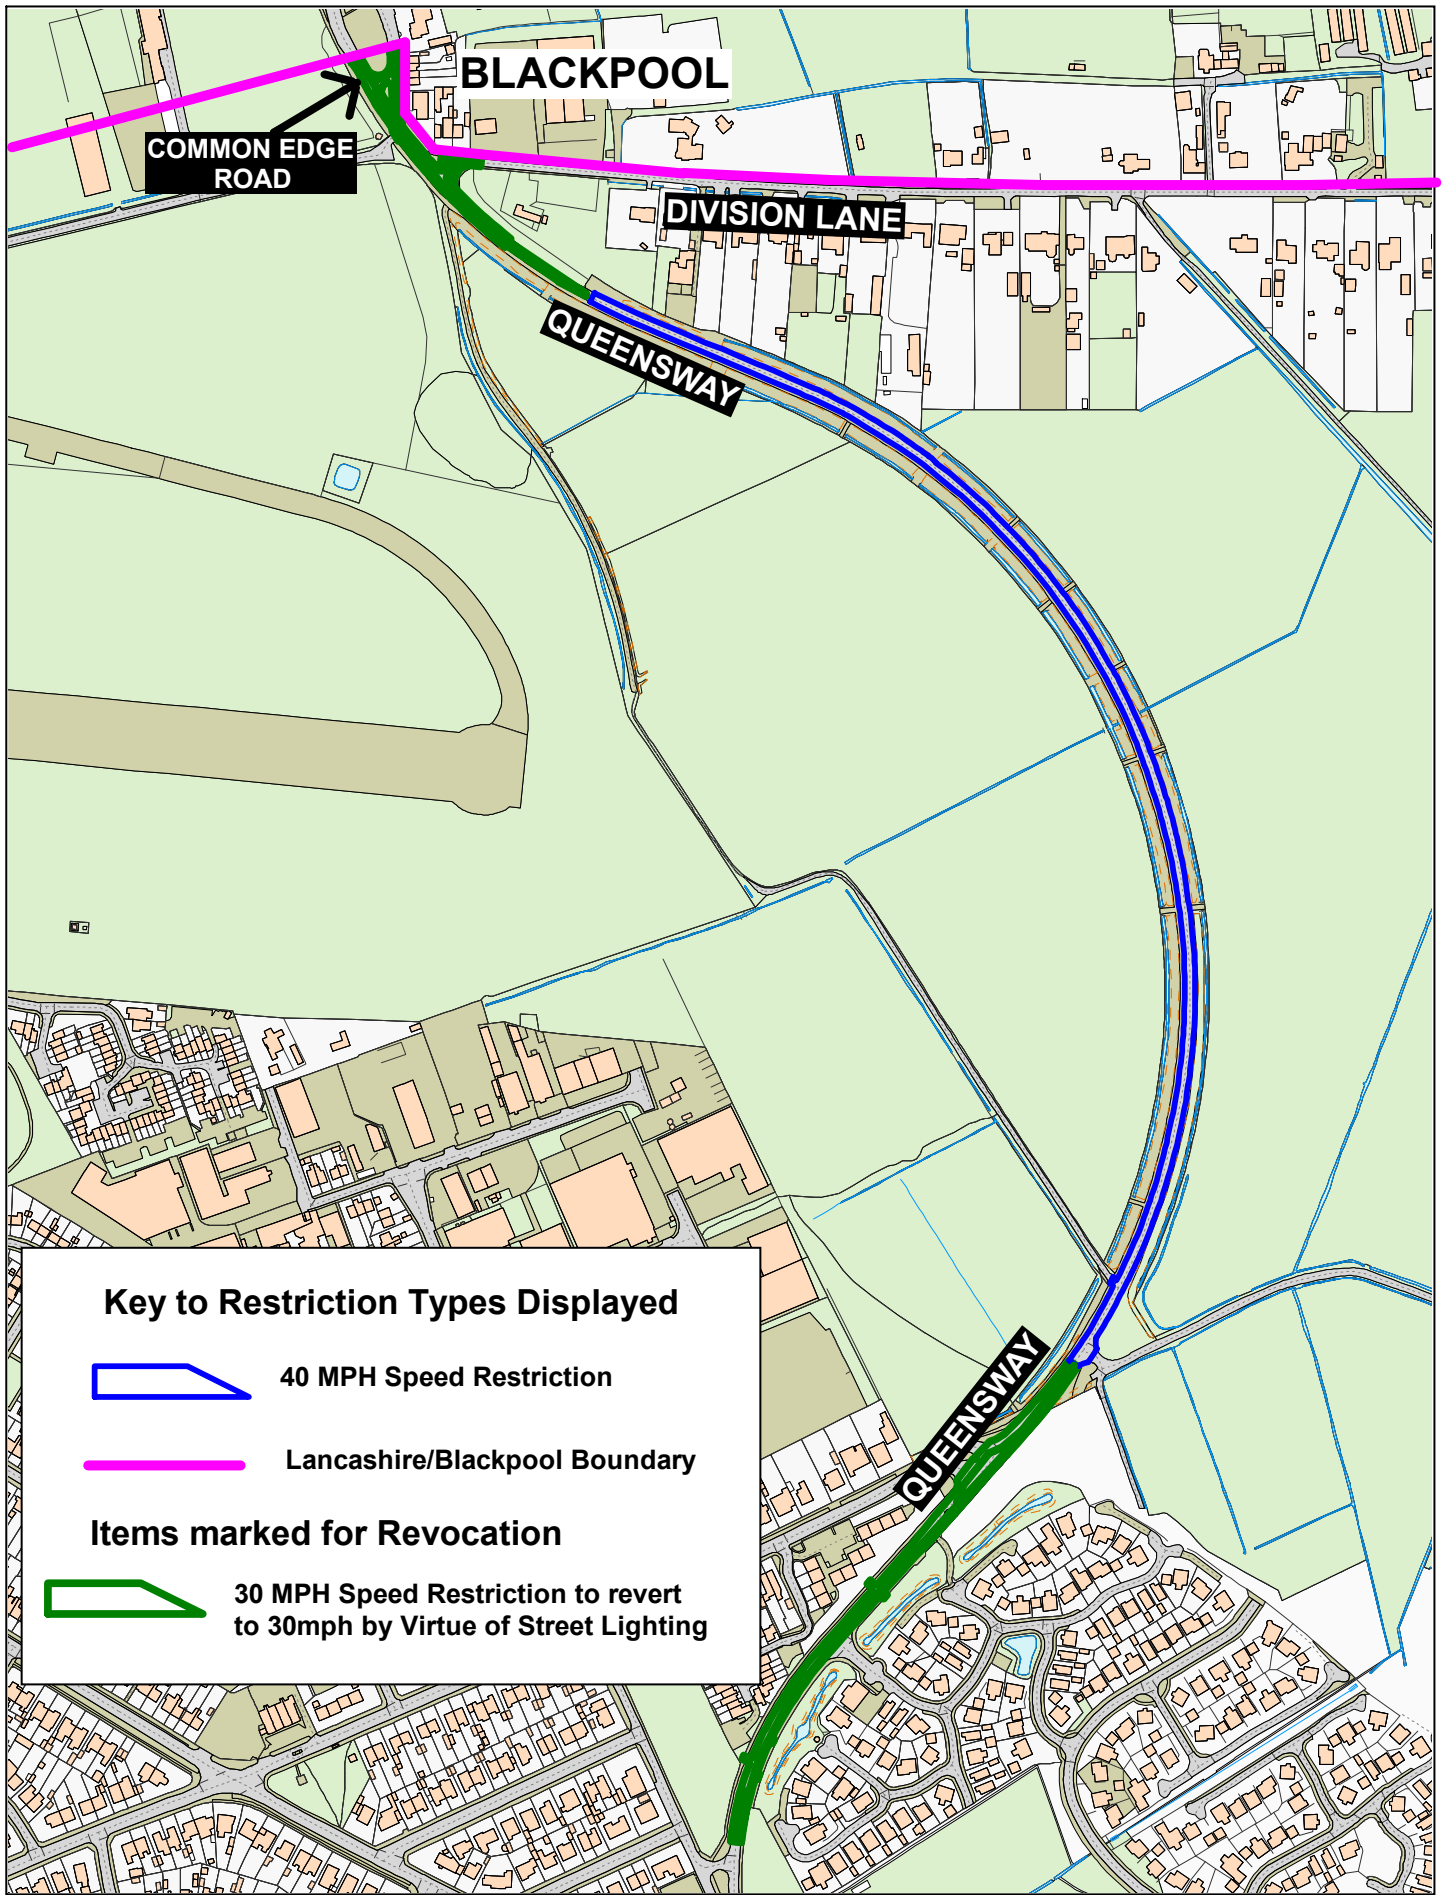 BLACKPOOL
COMMON EDGE
ROAD
DIVISION LANE
QUEENSWAY
QUEENSWAY
Key to Restriction Types Displayed
40 MPH Speed Restriction
Lancashire/Blackpool Boundary
Items marked for Revocation
30 MPH Speed Restriction to revert
to 30mph by Virtue of Street Lighting